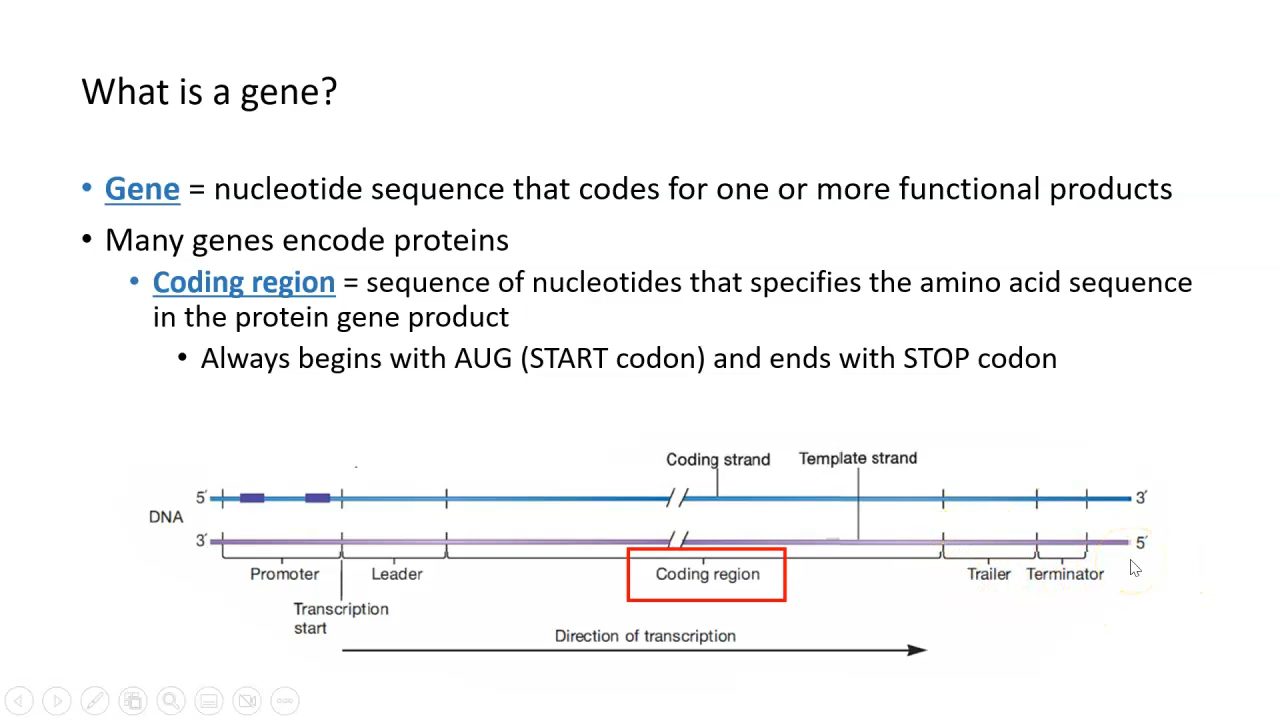 What is a gene?
• Gene = nucleotide sequence that codes for one or more functional products
• Many genes encode proteins
• Coding region = sequence of nucleotides that specifies the amino acid sequence
in the protein gene product
• Always begins with AUG (START codon) and ends with STOP codon
Coding strand Template strand
5′ 3′
DNA
3′ 5′
Promoter Leader Coding region Trailer Terminator
Transcription
start
Direction of transcription